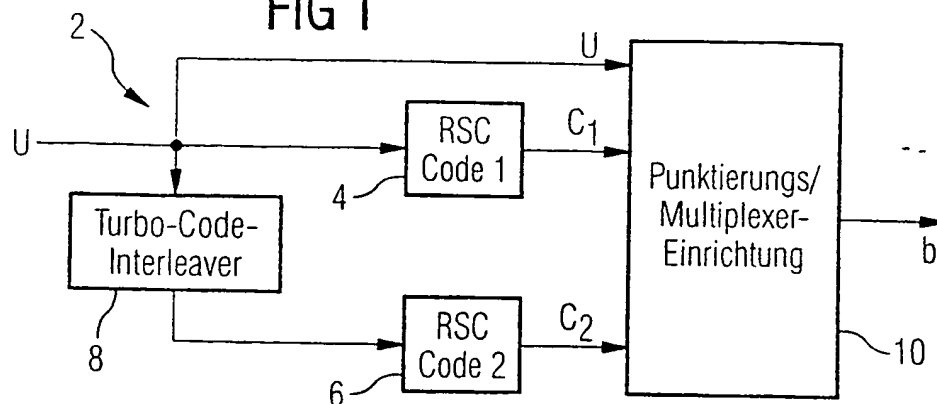 FIG 1
2
U
U
RSC
Code 1
4
C1
Turbo-Code-
Interleaver
8
RSC
Code 2
6
C2
Punktierungs/
Multiplexer-
Einrichtung
10
b